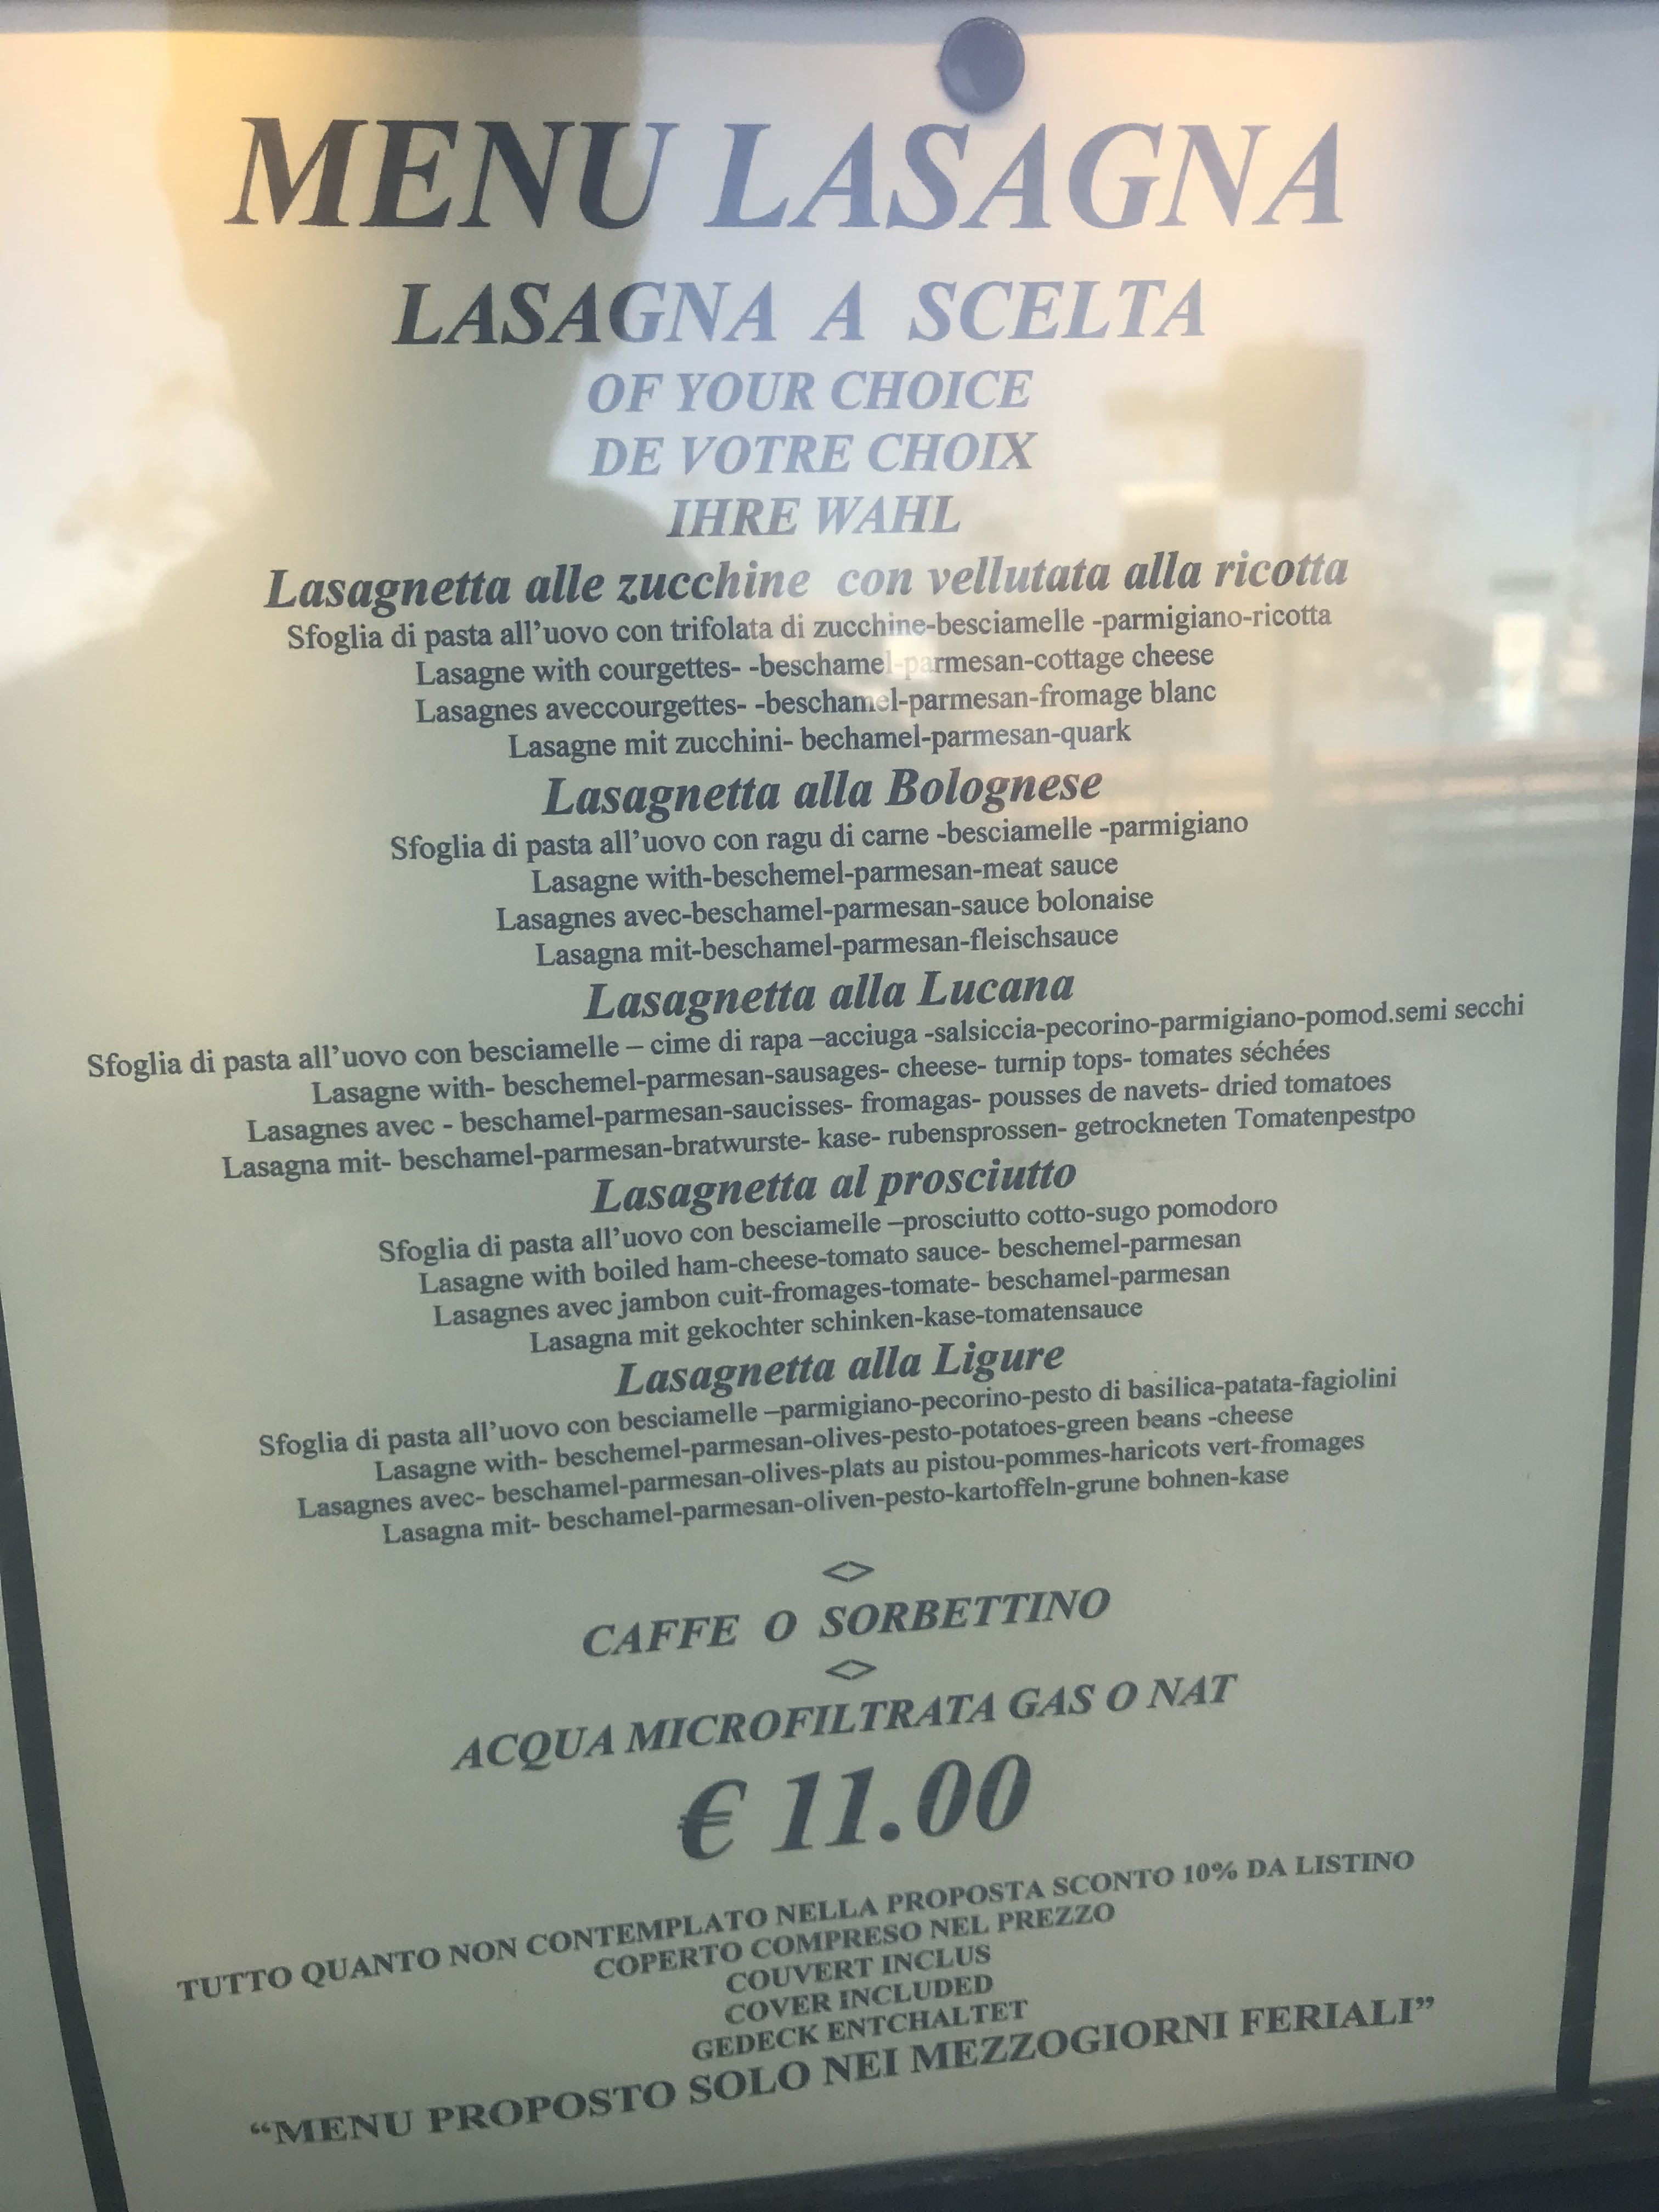 MENU LASAGNA
LASAGNA A SCELTA
OF YOUR CHOICE
DE VOTRE CHOIX
IHRE WAHL
Lasagnetta alle zucchine con vellutata alla ricotta
Sfoglia di pasta all'uovo con trifolata di zucchine-besciamelle -parmigiano-ricotta
Lasagne with courgettes- -beschamel-parmesan-cottage cheese
Lasagnes aveccourgettes- -beschamel-parmesan-fromage blanc
Lasagne mit zucchini- bechamel-parmesan-quark
Lasagnetta alla Bolognese
Sfoglia di pasta all'uovo con ragu di carne -besciamelle -parmigiano
Lasagne with-beschemel-parmesan-meat sauce
Lasagnes avec-beschamel-parmesan-sauce bolonaise
Lasagna mit-beschamel-parmesan-fleischsauce
Lasagnetta alla Lucana
Sfoglia di pasta all'uovo con besciamelle – cime di rapa –acciuga -salsiccia-pecorino-parmigiano-pomod.semi secchi
Lasagne with- beschemel-parmesan-sausages- cheese- turnip tops- tomates séchées
Lasagnes avec - beschamel-parmesan-saucisses- fromagas- pousses de navets- dried tomatoes
Lasagna mit- beschamel-parmesan-bratwurste- kase- rubensprossen- getrockneten Tomatenpestpo
Lasagnetta al prosciutto
Sfoglia di pasta all'uovo con besciamelle –prosciutto cotto-sugo pomodoro
Lasagne with boiled ham-cheese-tomato sauce- beschemel-parmesan
Lasagnes avec jambon cuit-fromages-tomate- beschamel-parmesan
Lasagna mit gekochter schinken-kase-tomatensauce
Lasagnetta alla Ligure
Sfoglia di pasta all'uovo con besciamelle –parmigiano-pecorino-pesto di basilica-patata-fagiolini
Lasagne with- beschemel-parmesan-olives-pesto-potatoes-green beans -cheese
Lasagnes avec- beschamel-parmesan-olives-plats au pistou-pommes-haricots vert-fromages
Lasagna mit- beschamel-parmesan-oliven-pesto-kartoffeln-grune bohnen-kase
<>
CAFFE O SORBETTINO
<>
ACQUA MICROFILTRATA GAS O NAT
€ 11.00
TUTTO QUANTO NON CONTEMPLATO NELLA PROPOSTA SCONTO 10% DA LISTINO
COPERTO COMPRESO NEL PREZZO
COUVERT INCLUS
COVER INCLUDED
GEDECK ENTCHALTET
“MENU PROPOSTO SOLO NEI MEZZOGIORNI FERIALI”